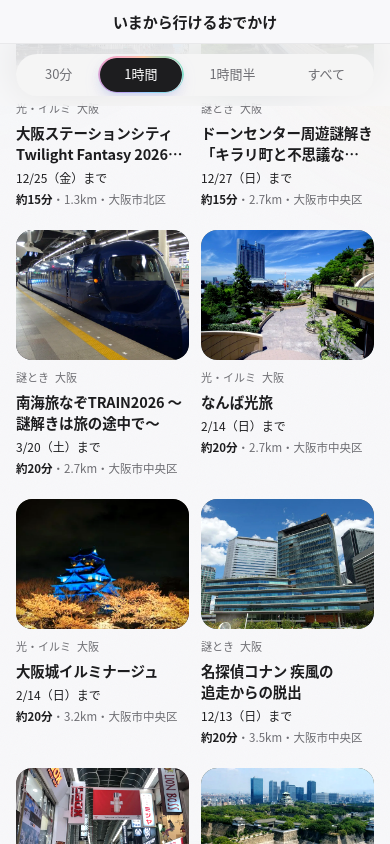 いまから行けるおでかけ
30分
1時間
1時間半
すべて
光・イルミ 大阪
大阪ステーションシティ
Twilight Fantasy 2026…
12/25（金）まで
約15分・1.3km・大阪市北区
謎とき 大阪
ドーンセンター周遊謎解き
「キラリ町と不思議な…
12/27（日）まで
約15分・2.7km・大阪市中央区
謎とき 大阪
南海旅なぞTRAIN2026 〜
謎解きは旅の途中で〜
3/20（土）まで
約20分・2.7km・大阪市中央区
光・イルミ 大阪
なんば光旅
2/14（日）まで
約20分・2.7km・大阪市中央区
光・イルミ 大阪
大阪城イルミナージュ
2/14（日）まで
約20分・3.2km・大阪市中央区
謎とき 大阪
名探偵コナン 疾風の
追走からの脱出
12/13（日）まで
約20分・3.5km・大阪市中央区
LION BOSS